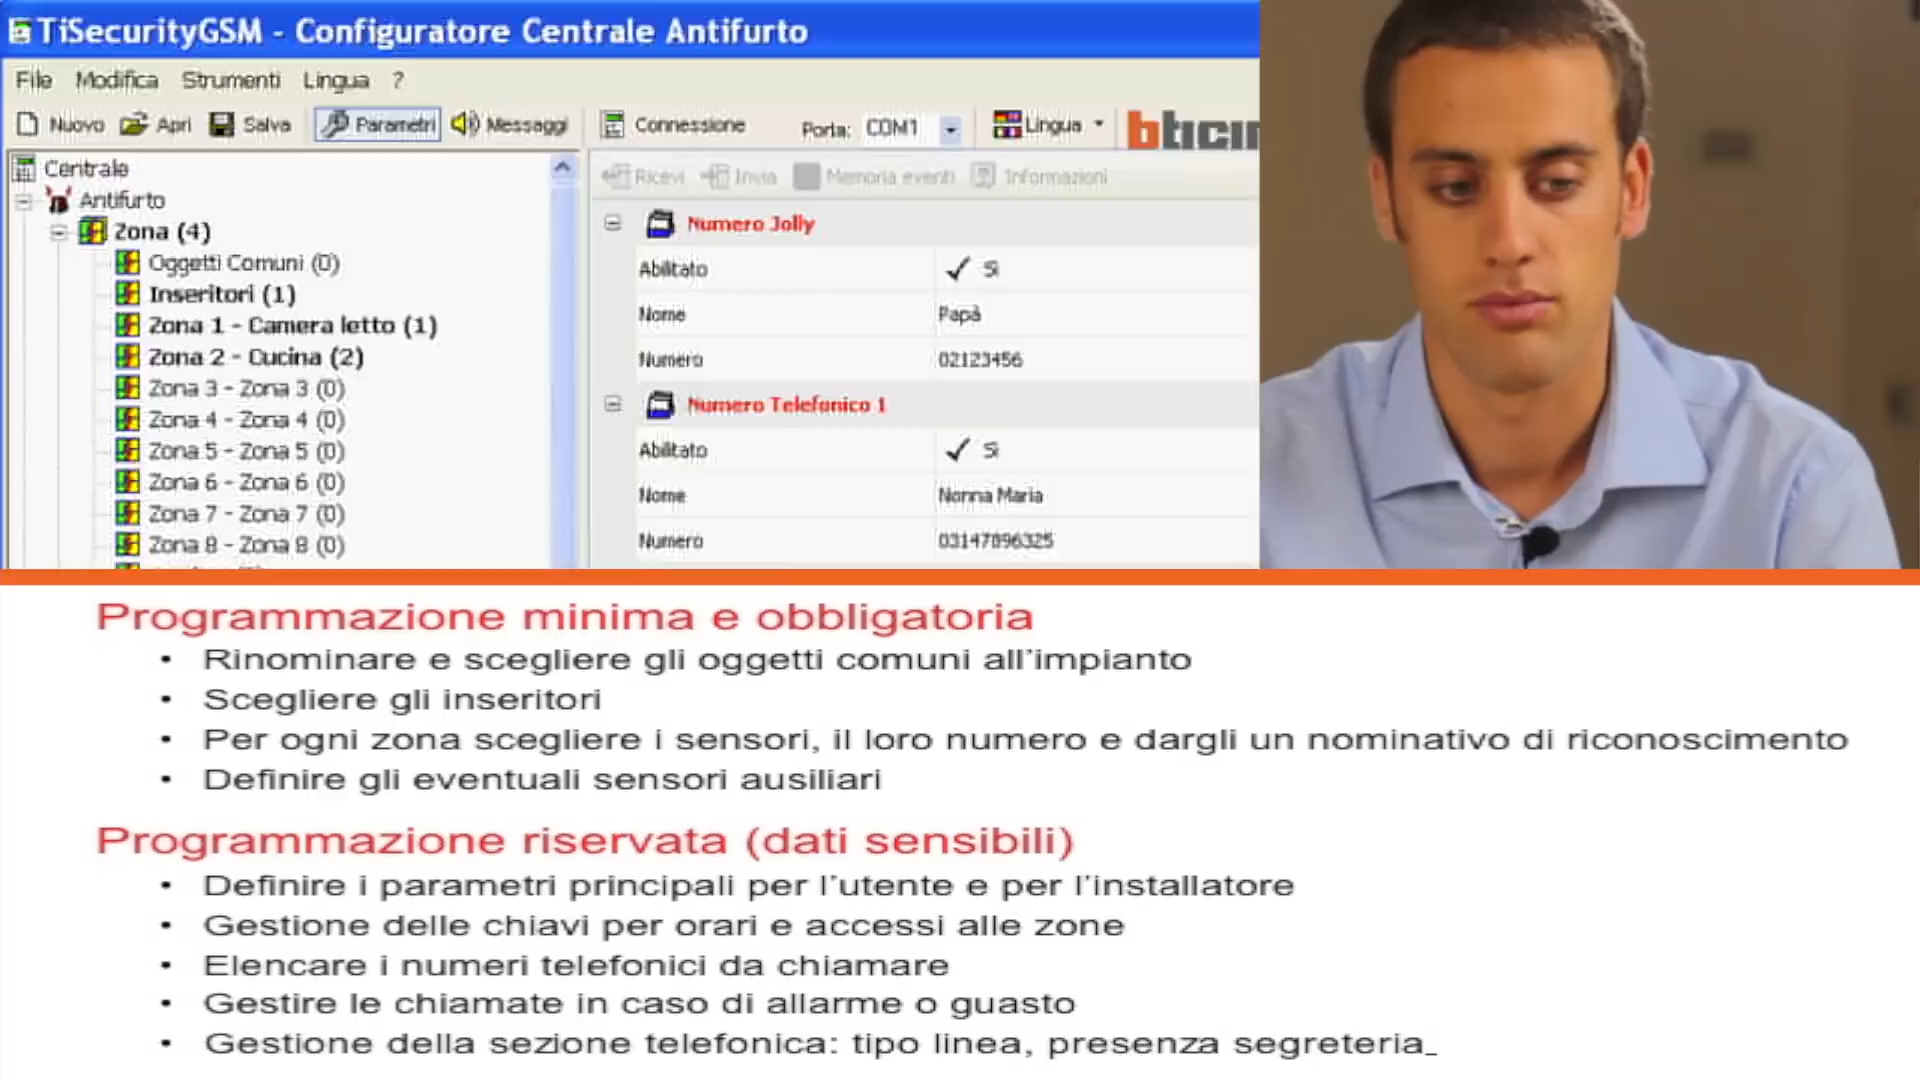 TiSecurityGSM - Configuratore Centrale Antifurto
File Modifica Strumenti Lingua ?
Nuovo Apri Salva Parametri Messaggi Connessione Porta: COM1 Lingua bticin
Ricevi Invia Memoria eventi Informazioni
Centrale
Antifurto
Zona (4)
Oggetti Comuni (0)
Inseritori (1)
Zona 1 - Camera letto (1)
Zona 2 - Cucina (2)
Zona 3 - Zona 3 (0)
Zona 4 - Zona 4 (0)
Zona 5 - Zona 5 (0)
Zona 6 - Zona 6 (0)
Zona 7 - Zona 7 (0)
Zona 8 - Zona 8 (0)
Numero Jolly
Abilitato Sì
Nome Papà
Numero 02123456
Numero Telefonico 1
Abilitato Sì
Nome Nonna Maria
Numero 03147896325
Programmazione minima e obbligatoria
• Rinominare e scegliere gli oggetti comuni all'impianto
• Scegliere gli inseritori
• Per ogni zona scegliere i sensori, il loro numero e dargli un nominativo di riconoscimento
• Definire gli eventuali sensori ausiliari
Programmazione riservata (dati sensibili)
• Definire i parametri principali per l'utente e per l'installatore
• Gestione delle chiavi per orari e accessi alle zone
• Elencare i numeri telefonici da chiamare
• Gestire le chiamate in caso di allarme o guasto
• Gestione della sezione telefonica: tipo linea, presenza segreteria_